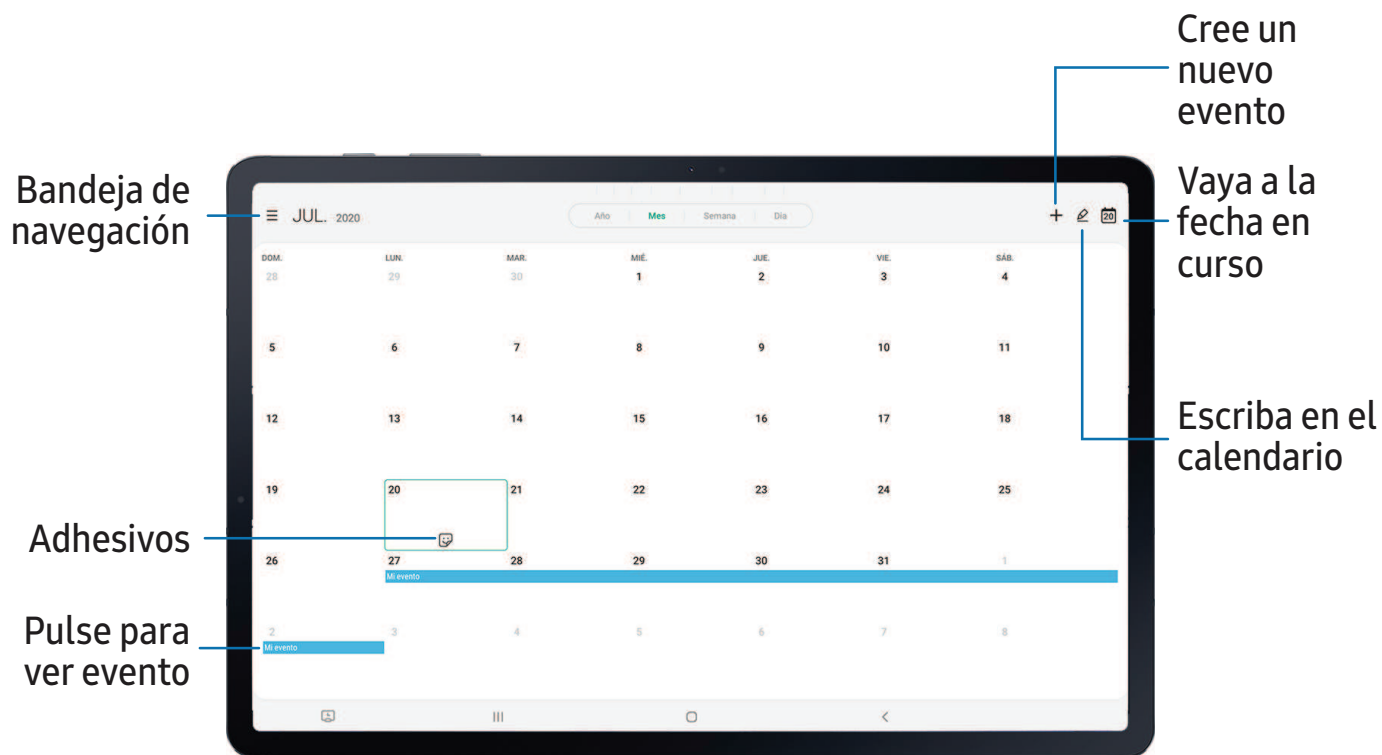 Cree un
nuevo
evento
Bandeja de
navegación
Vaya a la
fecha en
curso
JUL. 2020
Año Mes Semana Día
20
DOM. LUN. MAR. MIÉ. JUE. VIE. SÁB.
28 29 30 1 2 3 4
5 6 7 8 9 10 11
12 13 14 15 16 17 18
Escriba en el
calendario
19 20 21 22 23 24 25
Adhesivos
26 27 28 29 30 31 1
Mi evento
Pulse para
ver evento
2 3 4 5 6 7 8
Mi evento